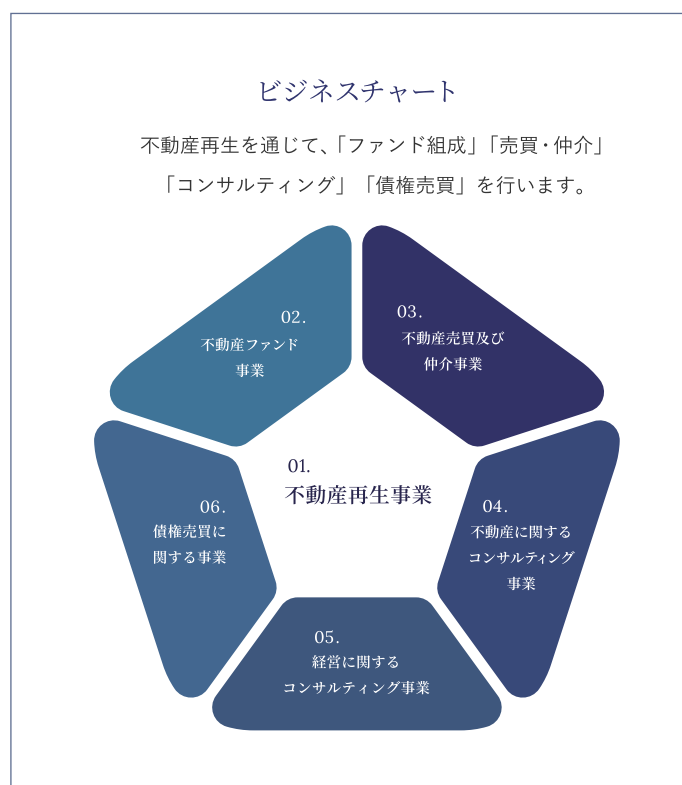 ビジネスチャート
不動産再生を通じて、「ファンド組成」「売買・仲介」
「コンサルティング」「債権売買」を行います。
01.
不動産再生事業
02.
不動産ファンド
事業
03.
不動産売買及び
仲介事業
04.
不動産に関する
コンサルティング
事業
05.
経営に関する
コンサルティング事業
06.
債権売買に
関する事業